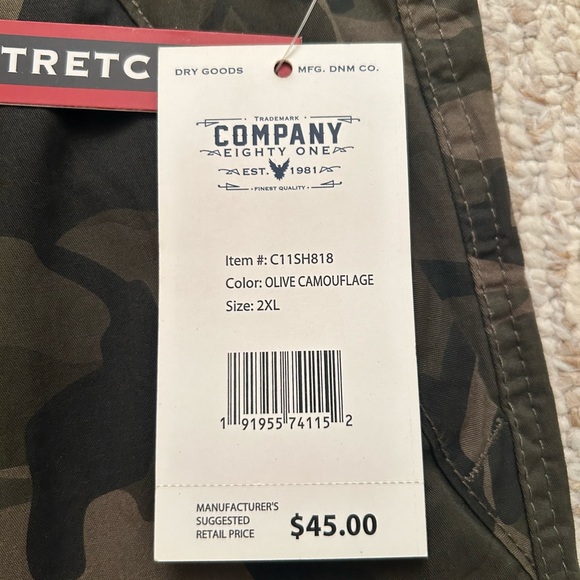 TRETC
DRY GOODS MFG. DNM CO.
TRADEMARK
COMPANY
EIGHTY ONE
EST. 1981
• FINEST QUALITY •
Item #: C11SH818
Color: OLIVE CAMOUFLAGE
Size: 2XL
1 91955 74115 2
MANUFACTURER'S
SUGGESTED
RETAIL PRICE
$45.00